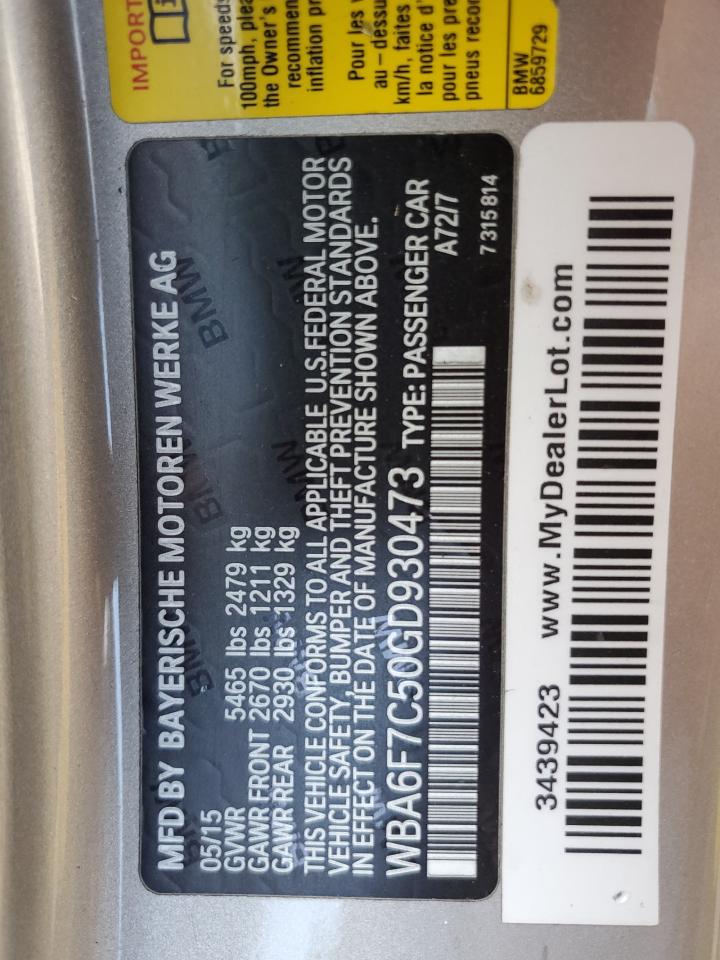 IMPORT
For speeds
100mph, plea
the Owner's
recommen
inflation pr
Pour les v
au-dessu
km/h, faites
la notice d'
pour les pre
pneus recor
BMW
6859729
MFD BY BAYERISCHE MOTOREN WERKE AG
05/15
GVWR 5465 lbs 2479 kg
GAWR FRONT 2670 lbs 1211 kg
GAWR REAR 2930 lbs 1329 kg
THIS VEHICLE CONFORMS TO ALL APPLICABLE U.S. FEDERAL MOTOR
VEHICLE SAFETY, BUMPER AND THEFT PREVENTION STANDARDS
IN EFFECT ON THE DATE OF MANUFACTURE SHOWN ABOVE.
WBA6F7C50GD930473 TYPE: PASSENGER CAR
A72/7
7 315 814
3439423 www.MyDealerLot.com